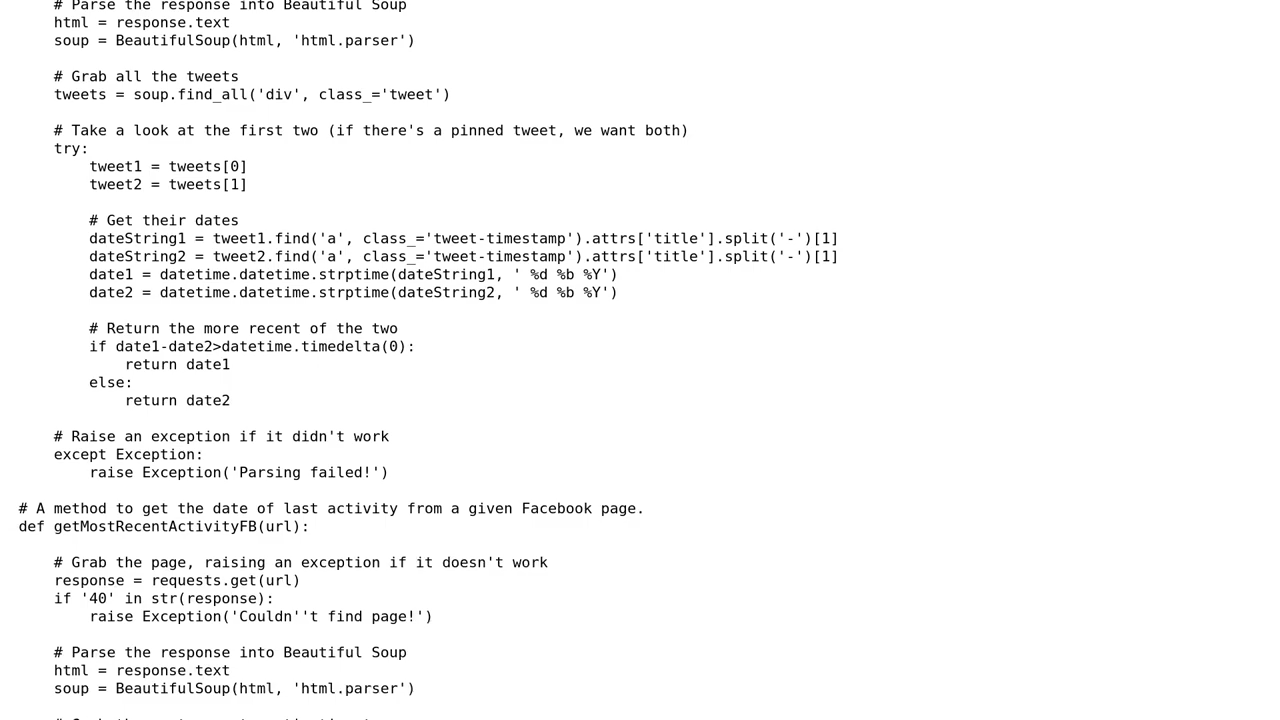 # Parse the response into Beautiful Soup
html = response.text
soup = BeautifulSoup(html, 'html.parser')
# Grab all the tweets
tweets = soup.find_all('div', class_='tweet')
# Take a look at the first two (if there's a pinned tweet, we want both)
try:
tweet1 = tweets[0]
tweet2 = tweets[1]
# Get their dates
dateString1 = tweet1.find('a', class_='tweet-timestamp').attrs['title'].split('-')[1]
dateString2 = tweet2.find('a', class_='tweet-timestamp').attrs['title'].split('-')[1]
date1 = datetime.datetime.strptime(dateString1, ' %d %b %Y')
date2 = datetime.datetime.strptime(dateString2, ' %d %b %Y')
# Return the more recent of the two
if date1-date2>datetime.timedelta(0):
return date1
else:
return date2
# Raise an exception if it didn't work
except Exception:
raise Exception('Parsing failed!')
# A method to get the date of last activity from a given Facebook page.
def getMostRecentActivityFB(url):
# Grab the page, raising an exception if it doesn't work
response = requests.get(url)
if '40' in str(response):
raise Exception('Couldn''t find page!')
# Parse the response into Beautiful Soup
html = response.text
soup = BeautifulSoup(html, 'html.parser')